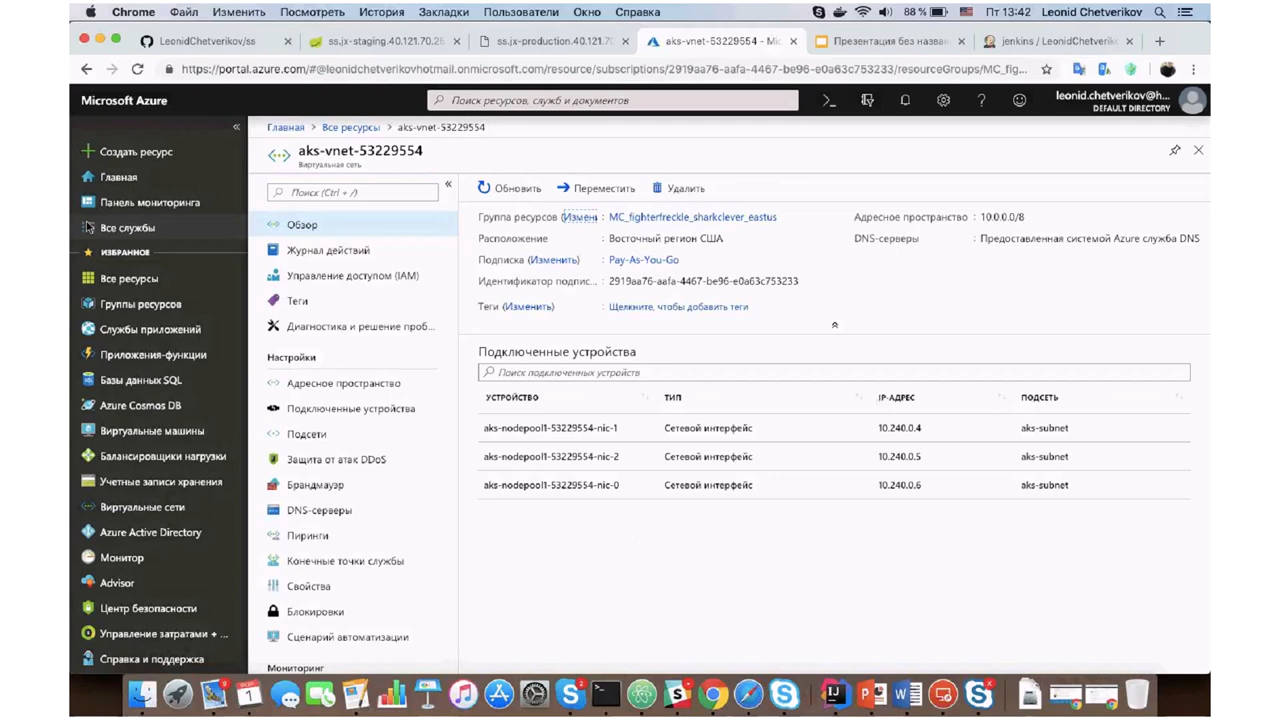 Chrome Файл Изменить Посмотреть История Закладки Пользователи Окно Справка 88 % Пт 13:42 Leonid Chetverikov
LeonidChetverikov/ss ss.jx-staging.40.121.70.25 ss.jx-production.40.121.70 aks-vnet-53229554 - Mic Презентация без назван jenkins / LeonidChetveriko
https://portal.azure.com/#@leonidchetverikovhotmail.onmicrosoft.com/resource/subscriptions/2919aa76-aafa-4467-be96-e0a63c753233/resourceGroups/MC_fig...
Microsoft Azure
Поиск ресурсов, служб и документов
leonid.chetverikov@h...
DEFAULT DIRECTORY
Главная > Все ресурсы > aks-vnet-53229554
aks-vnet-53229554
Виртуальная сеть
Создать ресурс
Главная
Панель мониторинга
Все службы
ИЗБРАННОЕ
Все ресурсы
Группы ресурсов
Службы приложений
Приложения-функции
Базы данных SQL
Azure Cosmos DB
Виртуальные машины
Балансировщики нагрузки
Учетные записи хранения
Виртуальные сети
Azure Active Directory
Монитор
Advisor
Центр безопасности
Управление затратами + ...
Справка и поддержка
Поиск (Ctrl + /)
Обзор
Журнал действий
Управление доступом (IAM)
Теги
Диагностика и решение проб...
Настройки
Адресное пространство
Подключенные устройства
Подсети
Защита от атак DDoS
Брандмауэр
DNS-серверы
Пиринги
Конечные точки службы
Свойства
Блокировки
Сценарий автоматизации
Мониторинг
Обновить Переместить Удалить
Группа ресурсов (Измени : MC_fighterfreckle_sharkclever_eastus
Адресное пространство : 10.0.0.0/8
Расположение : Восточный регион США
DNS-серверы : Предоставленная системой Azure служба DNS
Подписка (Изменить) : Pay-As-You-Go
Идентификатор подпис... : 2919aa76-aafa-4467-be96-e0a63c753233
Теги (Изменить) : Щелкните, чтобы добавить теги
Подключенные устройства
Поиск подключенных устройств
УСТРОЙСТВО ТИП IP-АДРЕС ПОДСЕТЬ
aks-nodepool1-53229554-nic-1 Сетевой интерфейс 10.240.0.4 aks-subnet
aks-nodepool1-53229554-nic-2 Сетевой интерфейс 10.240.0.5 aks-subnet
aks-nodepool1-53229554-nic-0 Сетевой интерфейс 10.240.0.6 aks-subnet